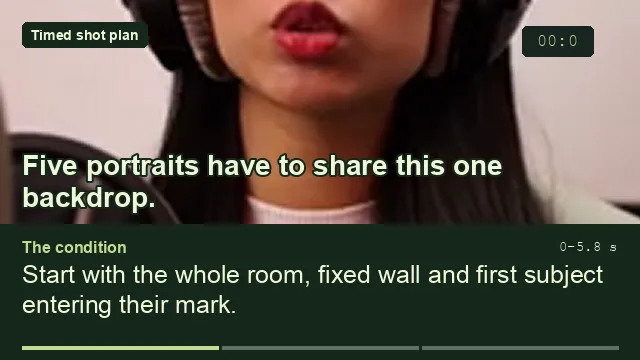 Timed shot plan
00:0
Five portraits have to share this one
backdrop.
The condition
0–5.8 s
Start with the whole room, fixed wall and first subject
entering their mark.